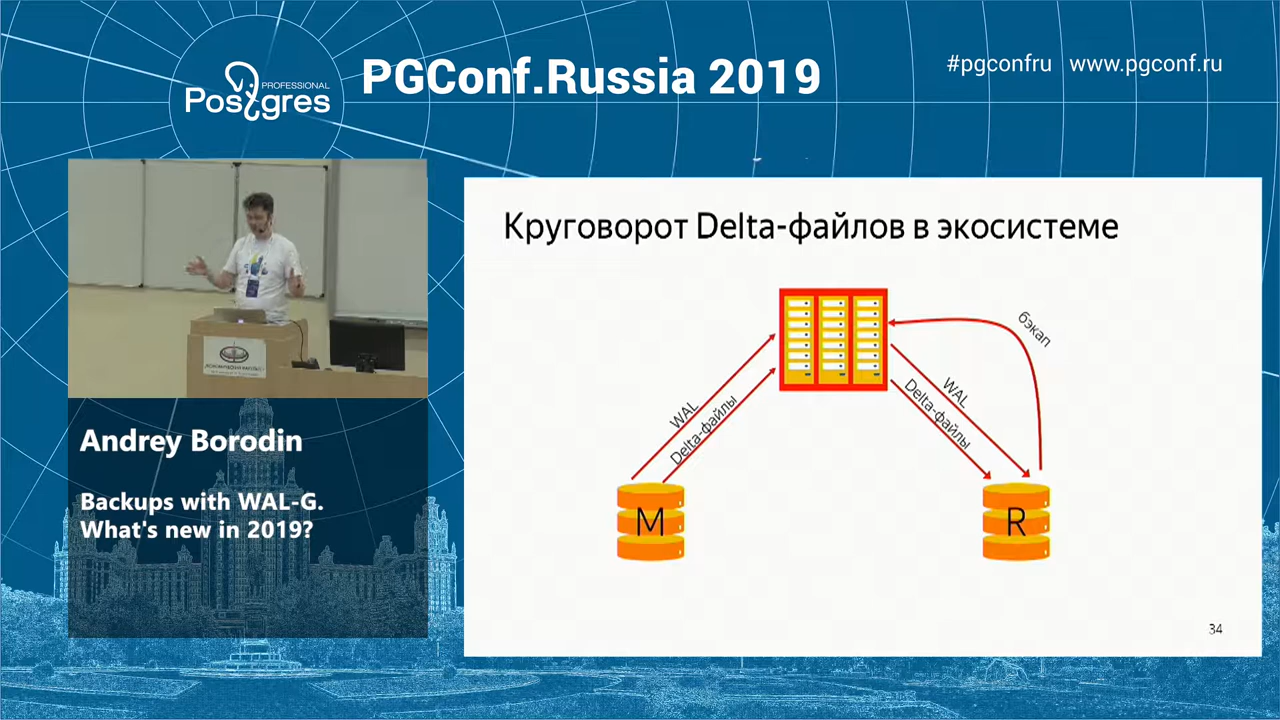 POSTGRES PROFESSIONAL
PGConf.Russia 2019
#pgconfru www.pgconf.ru
Andrey Borodin
Backups with WAL-G.
What's new in 2019?
Круговорот Delta-файлов в экосистеме
бэкап
WAL
Delta-файлы
WAL
Delta-файлы
M
R
34